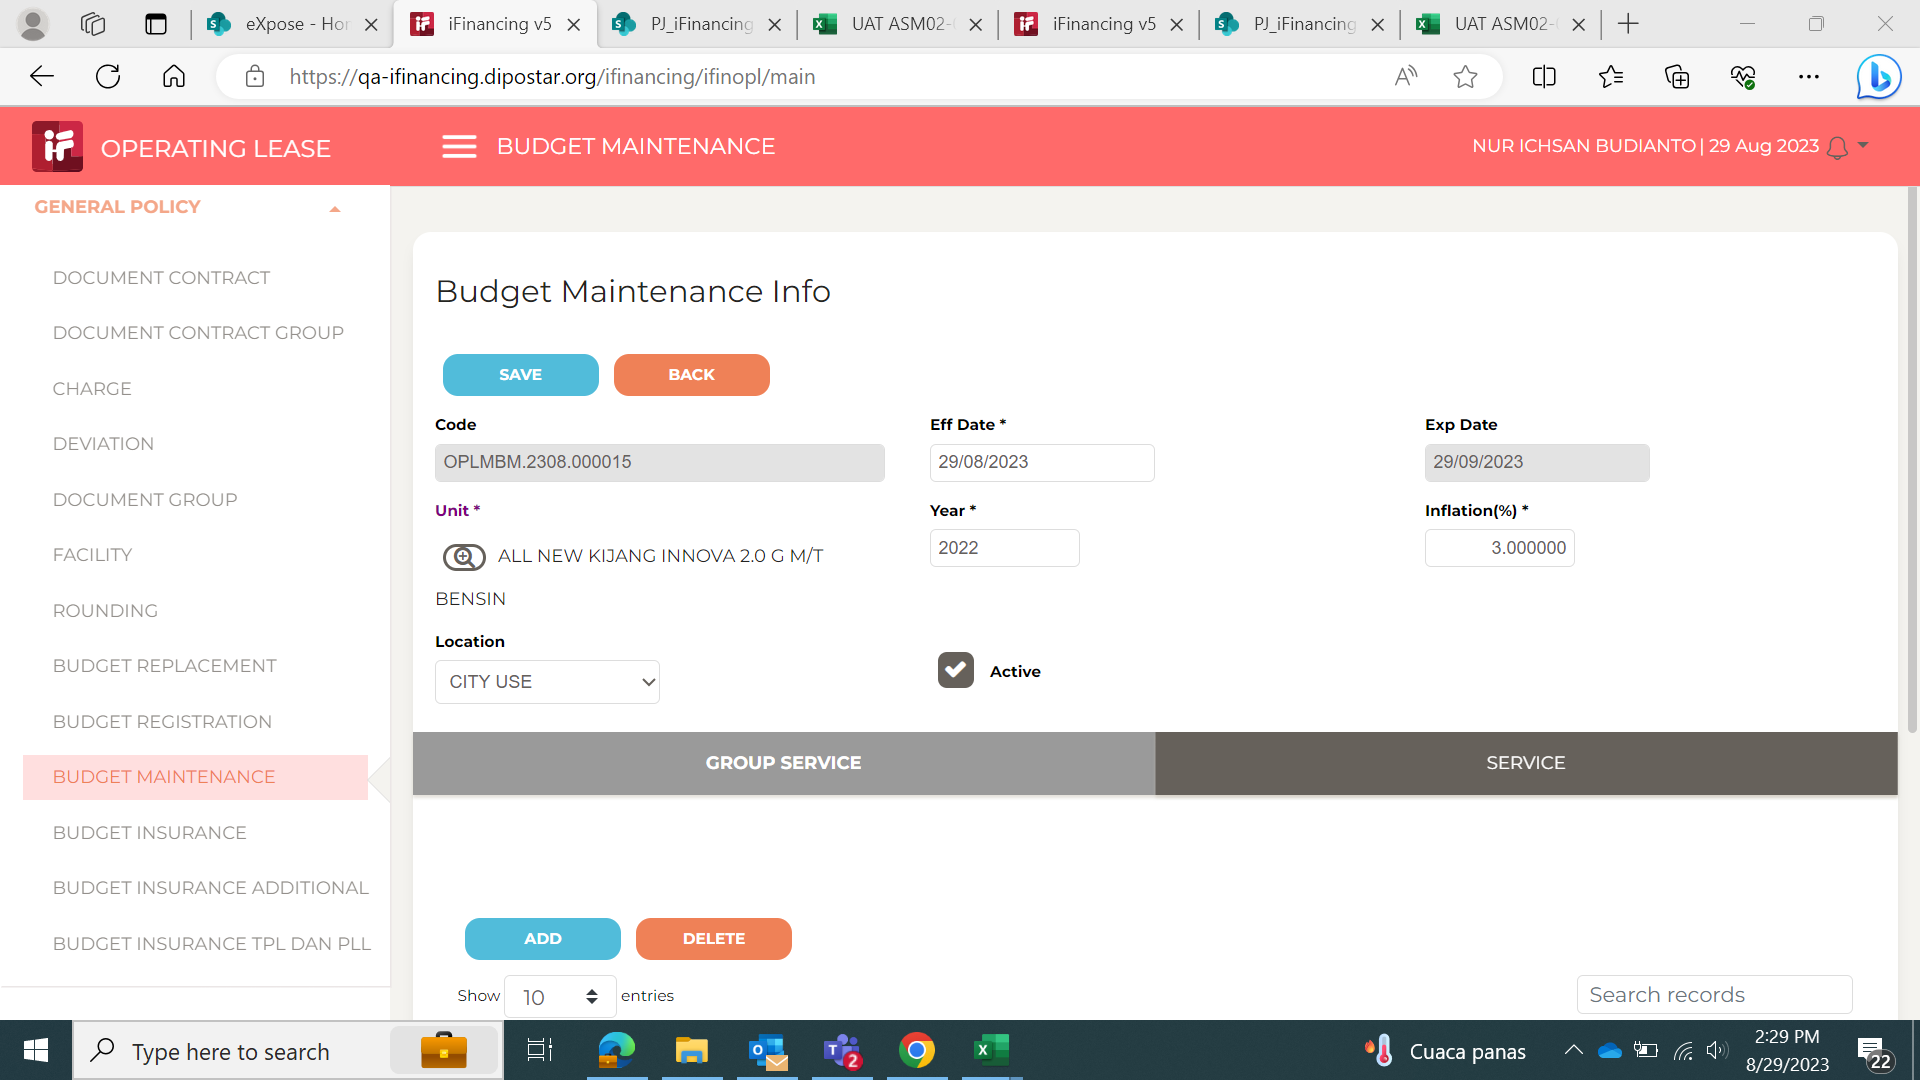 eXpose - Hor
iFinancing v5
PJ_iFinancing
UAT ASM02-
iFinancing v5
PJ_iFinancing
UAT ASM02-
https://qa-ifinancing.dipostar.org/ifinancing/ifinopl/main
iF OPERATING LEASE
BUDGET MAINTENANCE
NUR ICHSAN BUDIANTO | 29 Aug 2023
GENERAL POLICY
DOCUMENT CONTRACT
DOCUMENT CONTRACT GROUP
CHARGE
DEVIATION
DOCUMENT GROUP
FACILITY
ROUNDING
BUDGET REPLACEMENT
BUDGET REGISTRATION
BUDGET MAINTENANCE
BUDGET INSURANCE
BUDGET INSURANCE ADDITIONAL
BUDGET INSURANCE TPL DAN PLL
Budget Maintenance Info
SAVE BACK
Code Eff Date * Exp Date
OPLMBM.2308.000015 29/08/2023 29/09/2023
Unit * Year * Inflation(%) *
ALL NEW KIJANG INNOVA 2.0 G M/T 2022 3.000000
BENSIN
Location
CITY USE Active
GROUP SERVICE SERVICE
ADD DELETE
Show 10 entries Search records
Type here to search
2
Cuaca panas
2:29 PM
8/29/2023
22